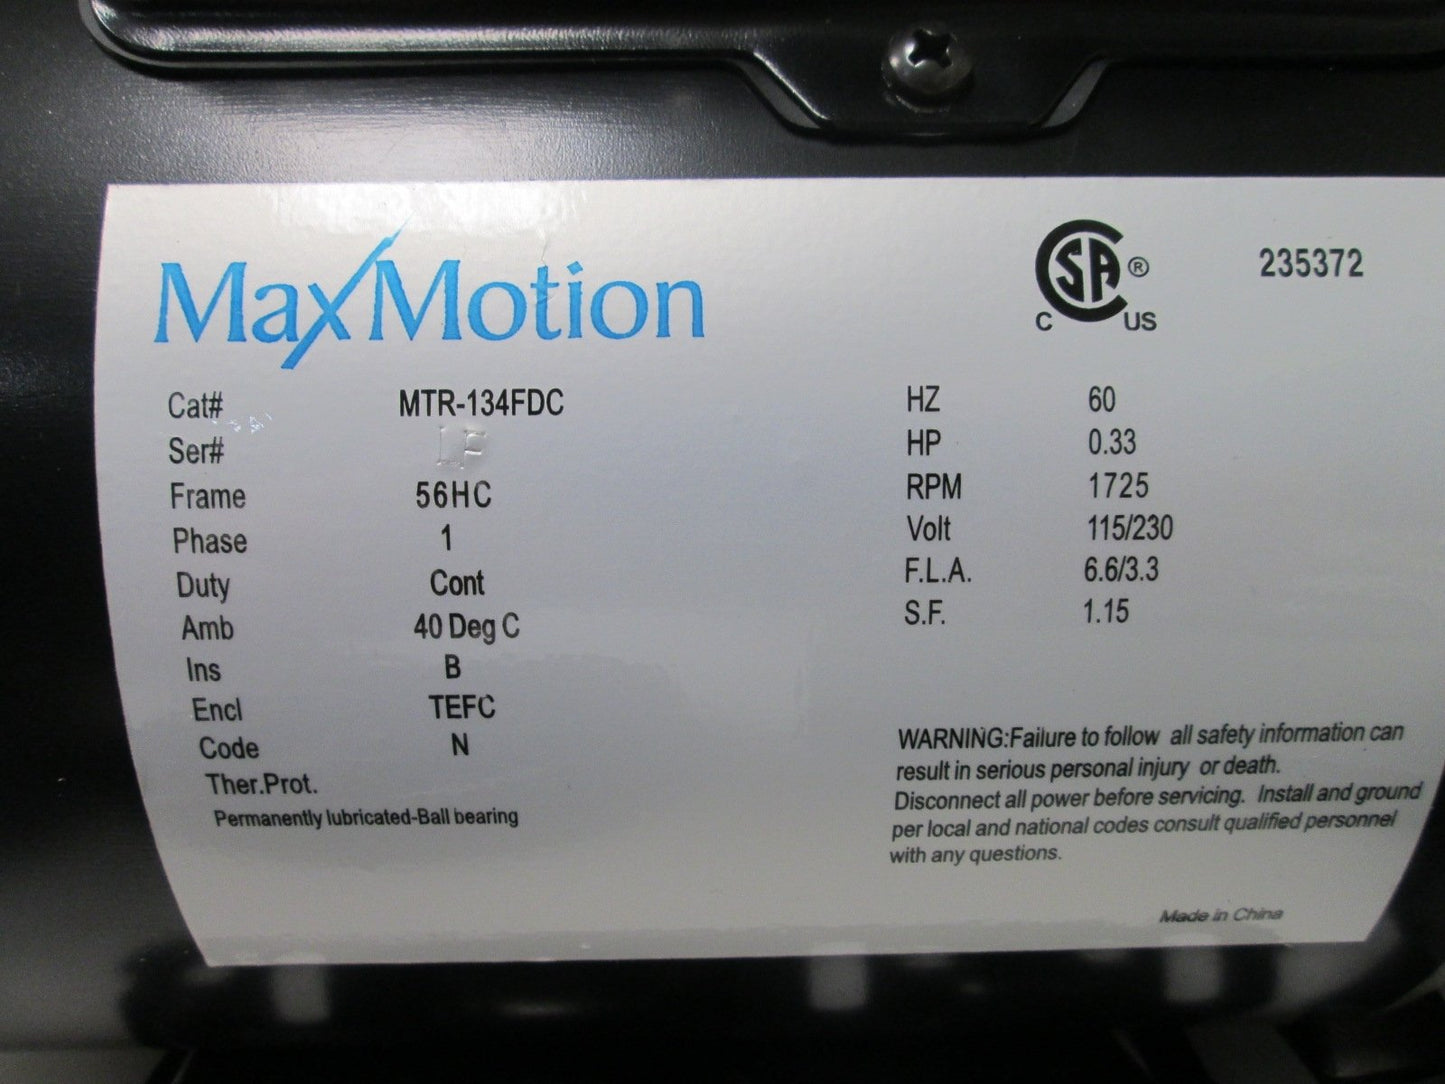 MaxMotion
CSA ®
C US
235372
Cat# MTR-134FDC
Ser# LF
Frame 56HC
Phase 1
Duty Cont
Amb 40 Deg C
Ins B
Encl TEFC
Code N
Ther.Prot.
Permanently lubricated-Ball bearing
HZ 60
HP 0.33
RPM 1725
Volt 115/230
F.L.A. 6.6/3.3
S.F. 1.15
WARNING:Failure to follow all safety information can
result in serious personal injury or death.
Disconnect all power before servicing. Install and ground
per local and national codes consult qualified personnel
with any questions.
Made in China